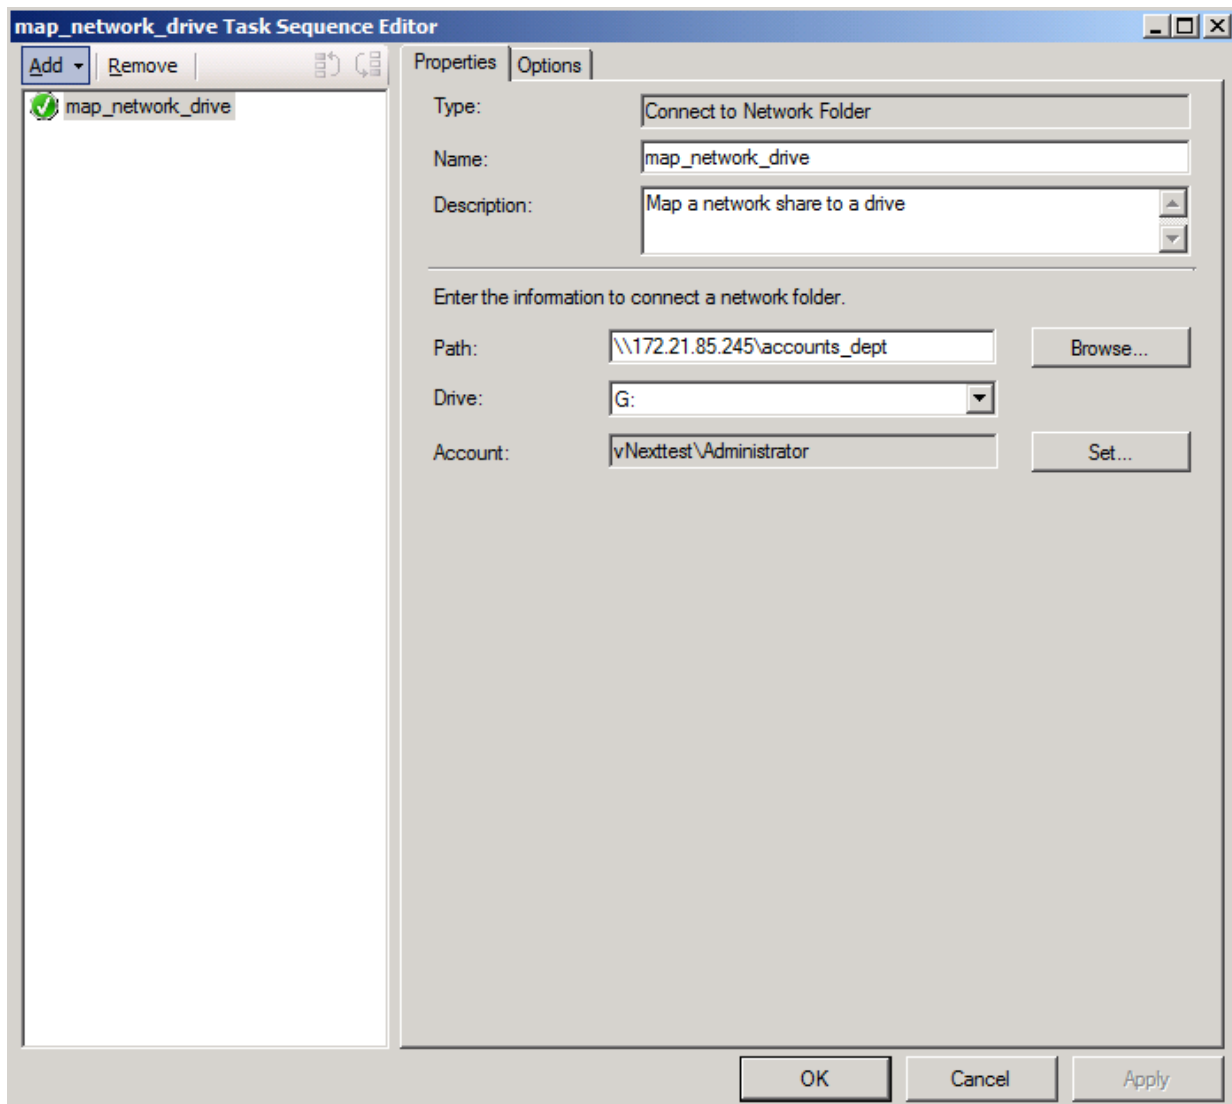 map_network_drive Task Sequence Editor
Add Remove
map_network_drive
Properties Options
Type: Connect to Network Folder
Name: map_network_drive
Description: Map a network share to a drive
Enter the information to connect a network folder.
Path: \\172.21.85.245\accounts_dept Browse...
Drive: G:
Account: vNexttest\Administrator Set...
OK Cancel Apply